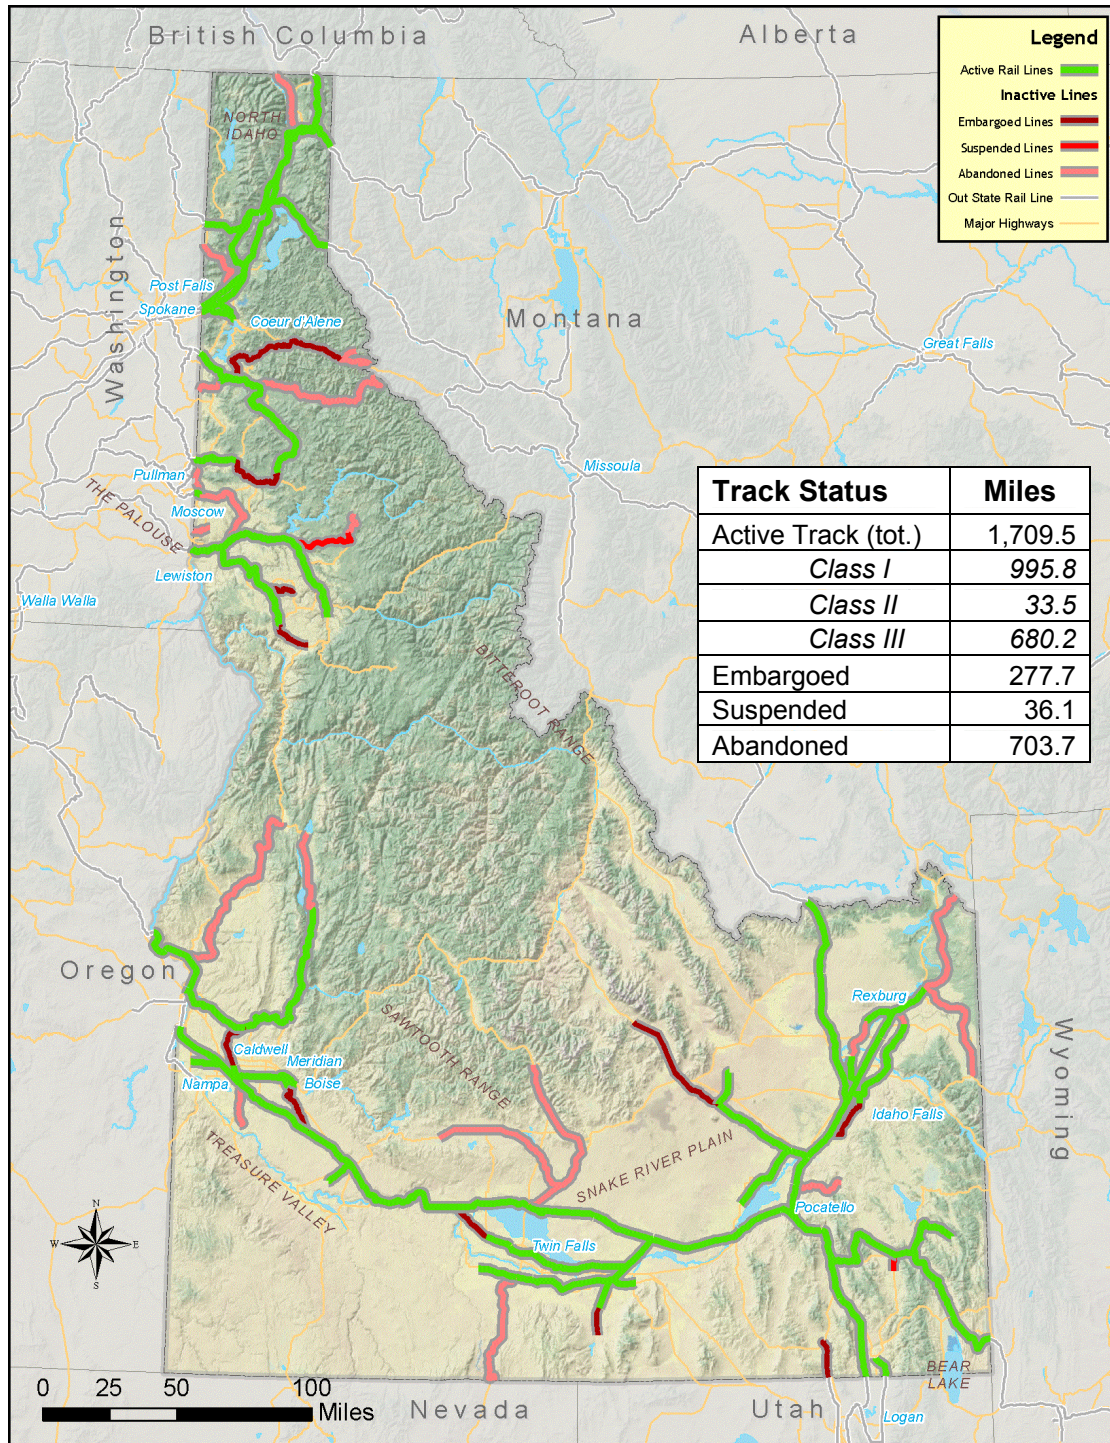 British Columbia
Alberta
Legend
Active Rail Lines
Inactive Lines
Embargoed Lines
Suspended Lines
Abandoned Lines
Out State Rail Line
Major Highways
NORTH
IDAHO
Washington
Post Falls
Spokane
Coeur d'Alene
Montana
Great Falls
Missoula
Pullman
THE PALOUSE
Moscow
Lewiston
Walla Walla
Track Status Miles
Active Track (tot.) 1,709.5
Class I 995.8
Class II 33.5
Class III 680.2
Embargoed 277.7
Suspended 36.1
Abandoned 703.7
BITTEROOT RANGE
Oregon
Rexburg
SAWTOOTH RANGE
Wyoming
Caldwell
Meridian
Nampa
Boise
Idaho Falls
TREASURE VALLEY
SNAKE RIVER PLAIN
Pocatello
N
W E
S
Twin Falls
BEAR
LAKE
0 25 50 100
Miles
Nevada
Utah
Logan